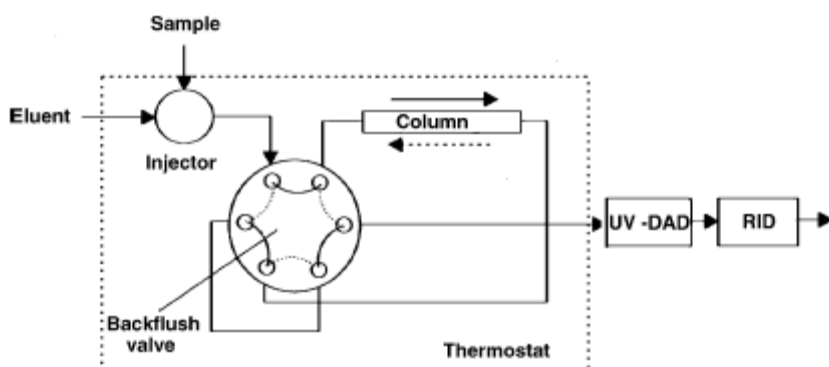 Sample
Eluent
Injector
Column
UV -DAD
RID
Backflush
valve
Thermostat